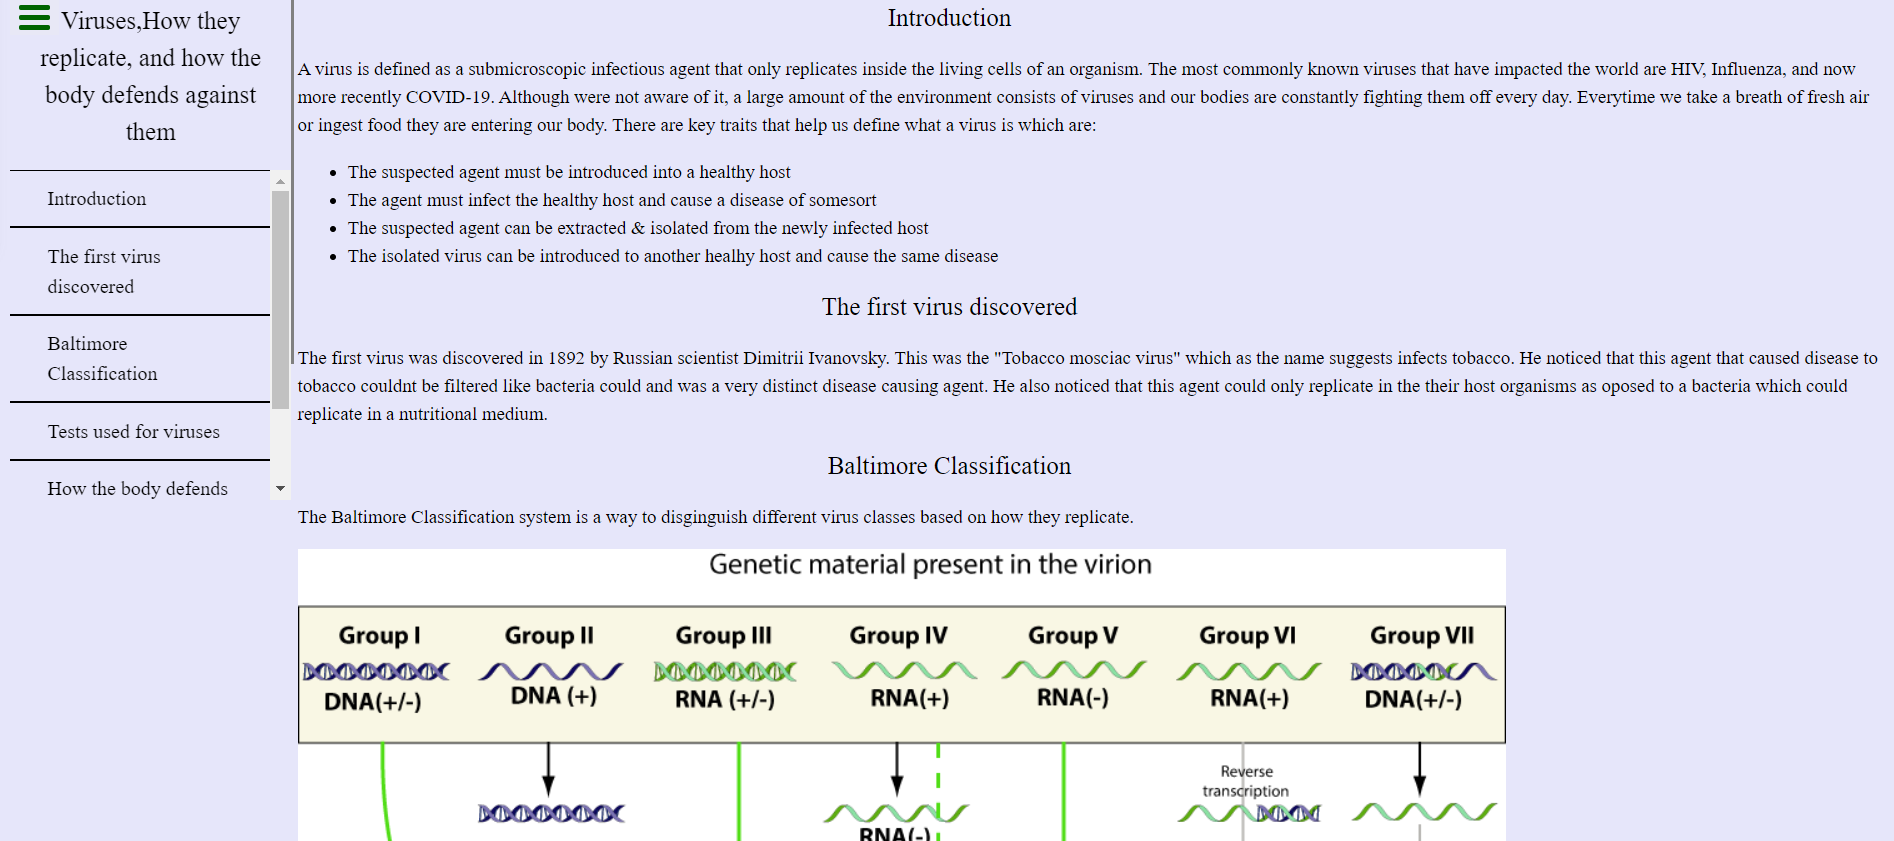 Viruses,How they
replicate, and how the
body defends against
them
Introduction
The first virus
discovered
Baltimore
Classification
Tests used for viruses
How the body defends
Introduction
A virus is defined as a submicroscopic infectious agent that only replicates inside the living cells of an organism. The most commonly known viruses that have impacted the world are HIV, Influenza, and now
more recently COVID-19. Although were not aware of it, a large amount of the environment consists of viruses and our bodies are constantly fighting them off every day. Everytime we take a breath of fresh air
or ingest food they are entering our body. There are key traits that help us define what a virus is which are:
• The suspected agent must be introduced into a healthy host
• The agent must infect the healthy host and cause a disease of somesort
• The suspected agent can be extracted & isolated from the newly infected host
• The isolated virus can be introduced to another healhy host and cause the same disease
The first virus discovered
The first virus was discovered in 1892 by Russian scientist Dimitrii Ivanovsky. This was the "Tobacco mosciac virus" which as the name suggests infects tobacco. He noticed that this agent that caused disease to
tobacco couldnt be filtered like bacteria could and was a very distinct disease causing agent. He also noticed that this agent could only replicate in the their host organisms as oposed to a bacteria which could
replicate in a nutritional medium.
Baltimore Classification
The Baltimore Classification system is a way to disginguish different virus classes based on how they replicate.
Genetic material present in the virion
Group I Group II Group III Group IV Group V Group VI Group VII
DNA(+/-) DNA (+) RNA (+/-) RNA(+) RNA(-) RNA(+) DNA(+/-)
Reverse
transcription
RNA(-)